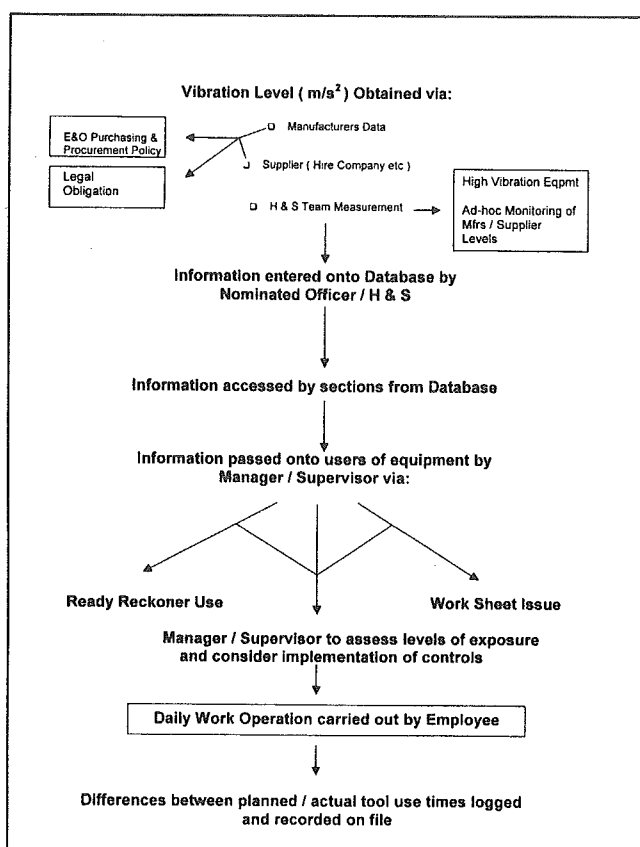 Vibration Level ( m/s² ) Obtained via:
Manufacturers Data
E&O Purchasing &
Procurement Policy
Supplier ( Hire Company etc )
Legal
Obligation
High Vibration Eqpmt
H & S Team Measurement
Ad-hoc Monitoring of
Mfrs / Supplier
Levels
Information entered onto Database by
Nominated Officer / H & S
Information accessed by sections from Database
Information passed onto users of equipment by
Manager / Supervisor via:
Ready Reckoner Use
Work Sheet Issue
Manager / Supervisor to assess levels of exposure
and consider implementation of controls
Daily Work Operation carried out by Employee
Differences between planned / actual tool use times logged
and recorded on file